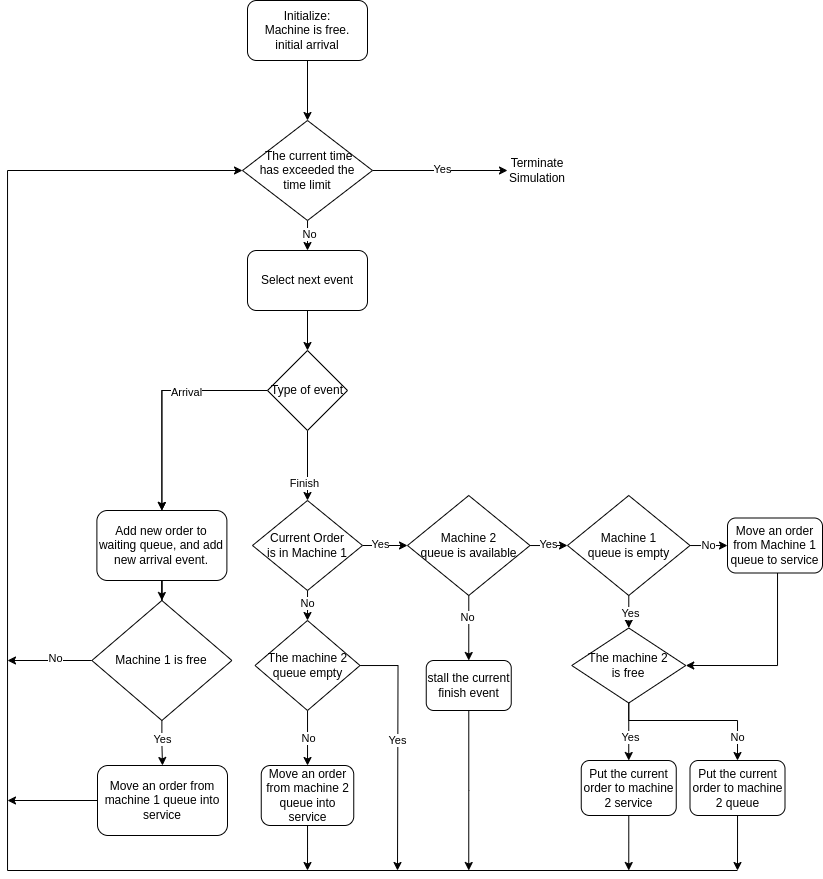 Initialize:
Machine is free.
initial arrival
The current time
has exceeded the
time limit
Yes
Terminate
Simulation
No
Select next event
Type of event
Arrival
Finish
Add new order to
waiting queue, and add
new arrival event.
Current Order
is in Machine 1
Yes
Machine 2
queue is available
Yes
Machine 1
queue is empty
No
Move an order
from Machine 1
queue to service
No
No
Yes
Machine 1 is free
No
The machine 2
queue empty
stall the current
finish event
The machine 2
is free
Yes
No
Yes
Yes
No
Move an order from
machine 1 queue into
service
Move an order
from machine 2
queue into
service
Put the current
order to machine
2 service
Put the current
order to machine
2 queue